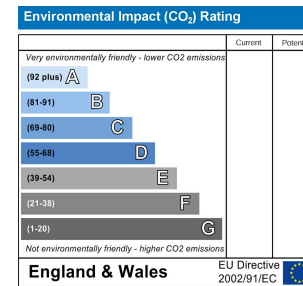 Environmental Impact (CO₂) Rating
Current Potent
Very environmentally friendly - lower CO2 emissions
(92 plus) A
(81-91) B
(69-80) C
(55-68) D
(39-54) E
(21-38) F
(1-20) G
Not environmentally friendly - higher CO2 emissions
England & Wales
EU Directive
2002/91/EC